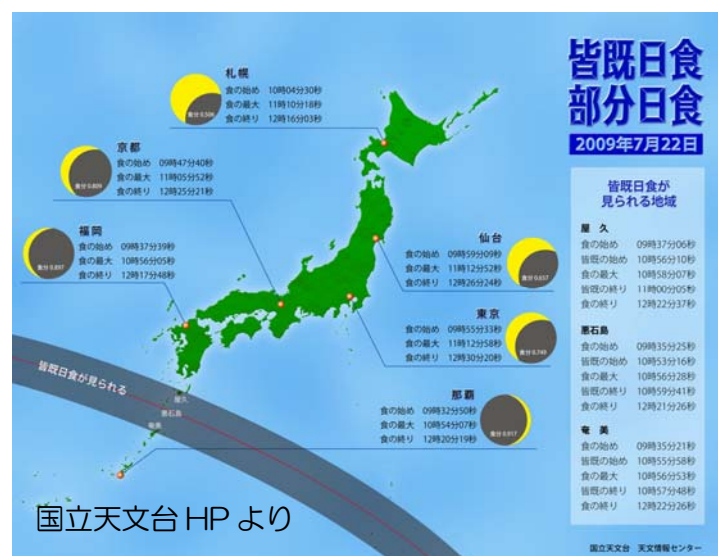 皆既日食
部分日食
2009年7月22日
札幌
食の始め 10時04分30秒
食の最大 11時10分18秒
食の終り 12時16分03秒
食分0.508
京都
食の始め 09時47分40秒
食の最大 11時05分52秒
食の終り 12時25分21秒
食分0.809
福岡
食の始め 09時37分39秒
食の最大 10時56分05秒
食の終り 12時17分48秒
食分0.897
仙台
食の始め 09時59分09秒
食の最大 11時12分52秒
食の終り 12時26分24秒
食分0.657
東京
食の始め 09時55分33秒
食の最大 11時12分58秒
食の終り 12時30分20秒
食分0.749
那覇
食の始め 09時32分50秒
食の最大 10時54分07秒
食の終り 12時20分19秒
食分0.917
皆既日食が見られる
屋久
悪石島
奄美
皆既日食が
見られる地域
屋 久
食の始め 09時37分06秒
皆既の始め 10時56分10秒
食の最大 10時58分07秒
皆既の終り 11時00分05秒
食の終り 12時22分37秒
悪石島
食の始め 09時35分25秒
皆既の始め 10時53分16秒
食の最大 10時56分28秒
皆既の終り 10時59分41秒
食の終り 12時21分26秒
奄 美
食の始め 09時35分21秒
皆既の始め 10時55分58秒
食の最大 10時56分53秒
皆既の終り 10時57分48秒
食の終り 12時22分26秒
国立天文台HPより
国立天文台 天文情報センター